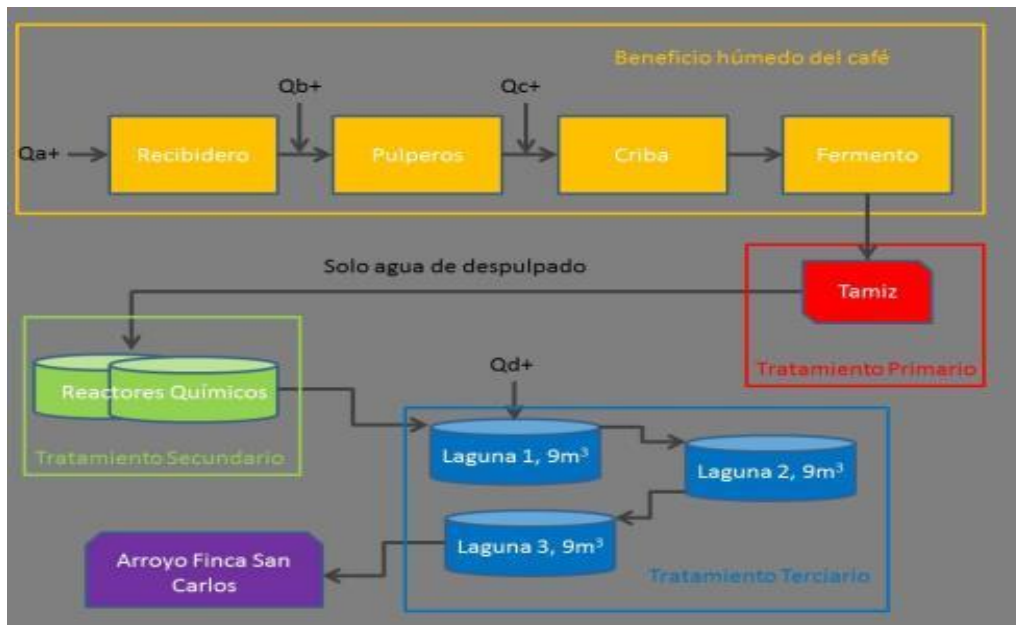 Beneficio húmedo del café
Qb+
Qc+
Qa+
Recibidero
Pulperos
Criba
Fermento
Solo agua de despulpado
Tamiz
Tratamiento Primario
Reactores Químicos
Tratamiento Secundario
Qd+
Laguna 1, 9m³
Laguna 2, 9m³
Laguna 3, 9m³
Tratamiento Terciario
Arroyo Finca San
Carlos